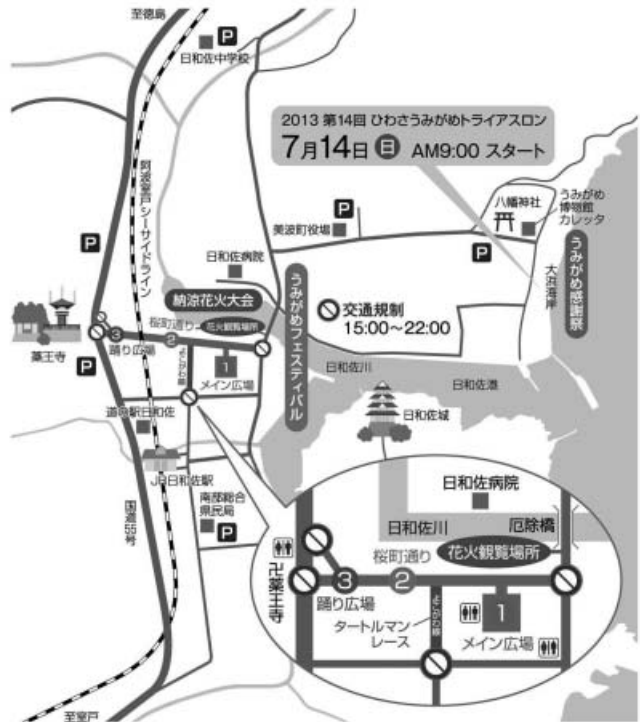 至徳島
P
日和佐中学校
P
2013 第14回 ひわさうみがめトライアスロン
7月14日 日 AM9:00 スタート
阿波室戸シーサイドライン
P
美波町役場
P
八幡神社
うみがめ
博物館
カレッタ
P
大浜海岸
うみがめ感謝祭
日和佐病院
納涼花火大会
桜町通り
花火観覧場所
うみがめフェスティバル
交通規制
15:00〜22:00
薬王寺
3
踊り広場
2
よこがわ線
1
メイン広場
P
日和佐川
日和佐港
日和佐城
道の駅日和佐
JR日和佐駅
国道55号
南部総合
県民局
P
至室戸
日和佐病院
日和佐川
厄除橋
桜町通り
花火観覧場所
卍薬王寺
3
踊り広場
2
よこがわ線
タートルマン
レース
1
メイン広場